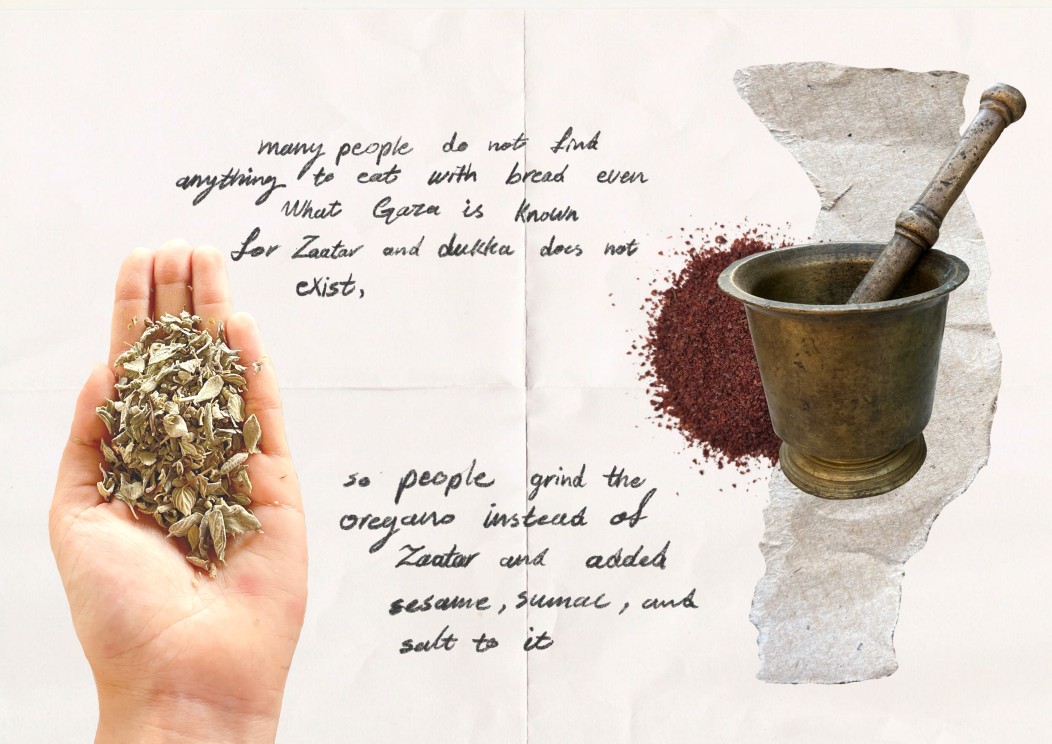 many people do not find
anything to eat with bread even
What Gaza is Known
for Zaatar and dukka does not
exist,
so people grind the
oregano instead of
Zaatar and added
sesame, sumac, and
salt to it